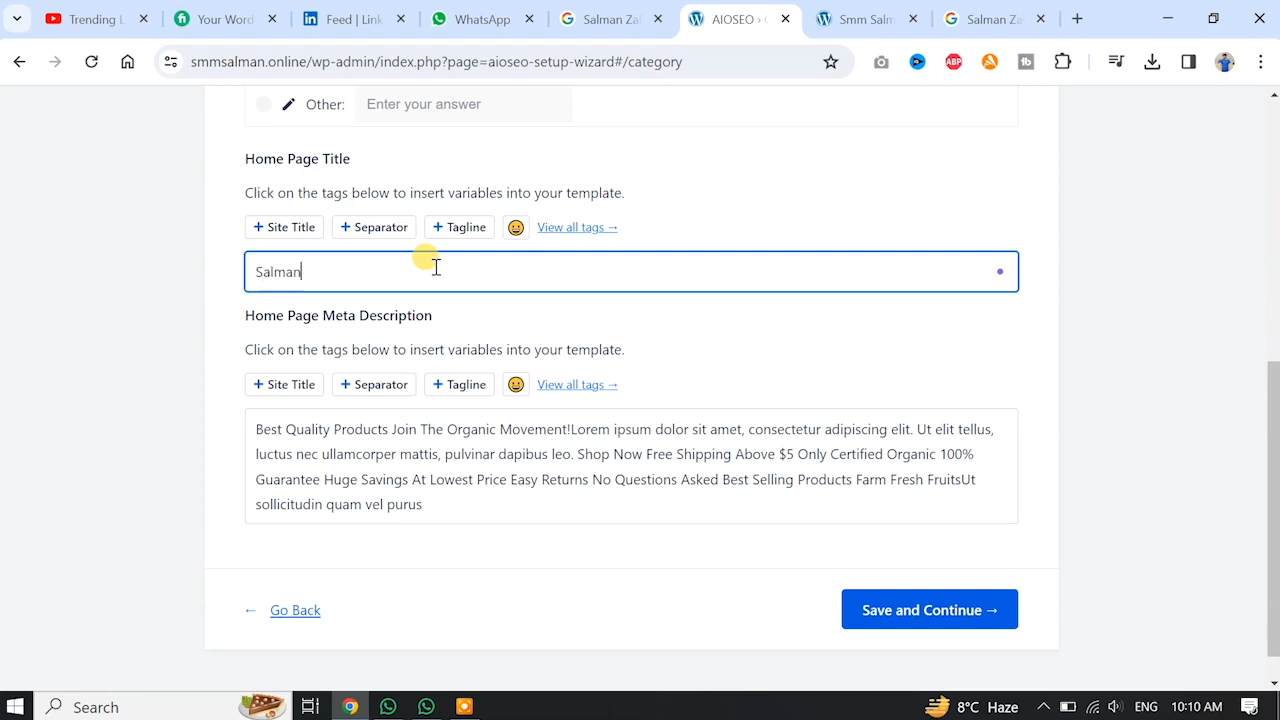 Trending L
Your Word
Feed | Link
WhatsApp
Salman Za
AIOSEO ›
Smm Salm
Salman Za
smmsalman.online/wp-admin/index.php?page=aioseo-setup-wizard#/category
ABP
tb
Other:
Enter your answer
Home Page Title
Click on the tags below to insert variables into your template.
+ Site Title
+ Separator
+ Tagline
View all tags →
Salman
Home Page Meta Description
Click on the tags below to insert variables into your template.
+ Site Title
+ Separator
+ Tagline
View all tags →
Best Quality Products Join The Organic Movement!Lorem ipsum dolor sit amet, consectetur adipiscing elit. Ut elit tellus,
luctus nec ullamcorper mattis, pulvinar dapibus leo. Shop Now Free Shipping Above $5 Only Certified Organic 100%
Guarantee Huge Savings At Lowest Price Easy Returns No Questions Asked Best Selling Products Farm Fresh FruitsUt
sollicitudin quam vel purus
← Go Back
Save and Continue →
Search
8°C Haze
ENG
10:10 AM